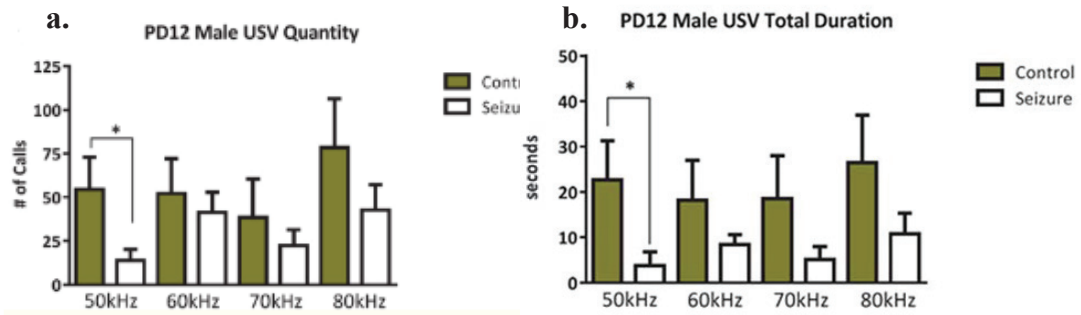 a.
PD12 Male USV Quantity
125
100
75
50
25
0
# of Calls
*
50kHz 60kHz 70kHz 80kHz
Contr
Seizu
b.
PD12 Male USV Total Duration
50
40
30
20
10
0
seconds
*
50kHz 60kHz 70kHz 80kHz
Control
Seizure